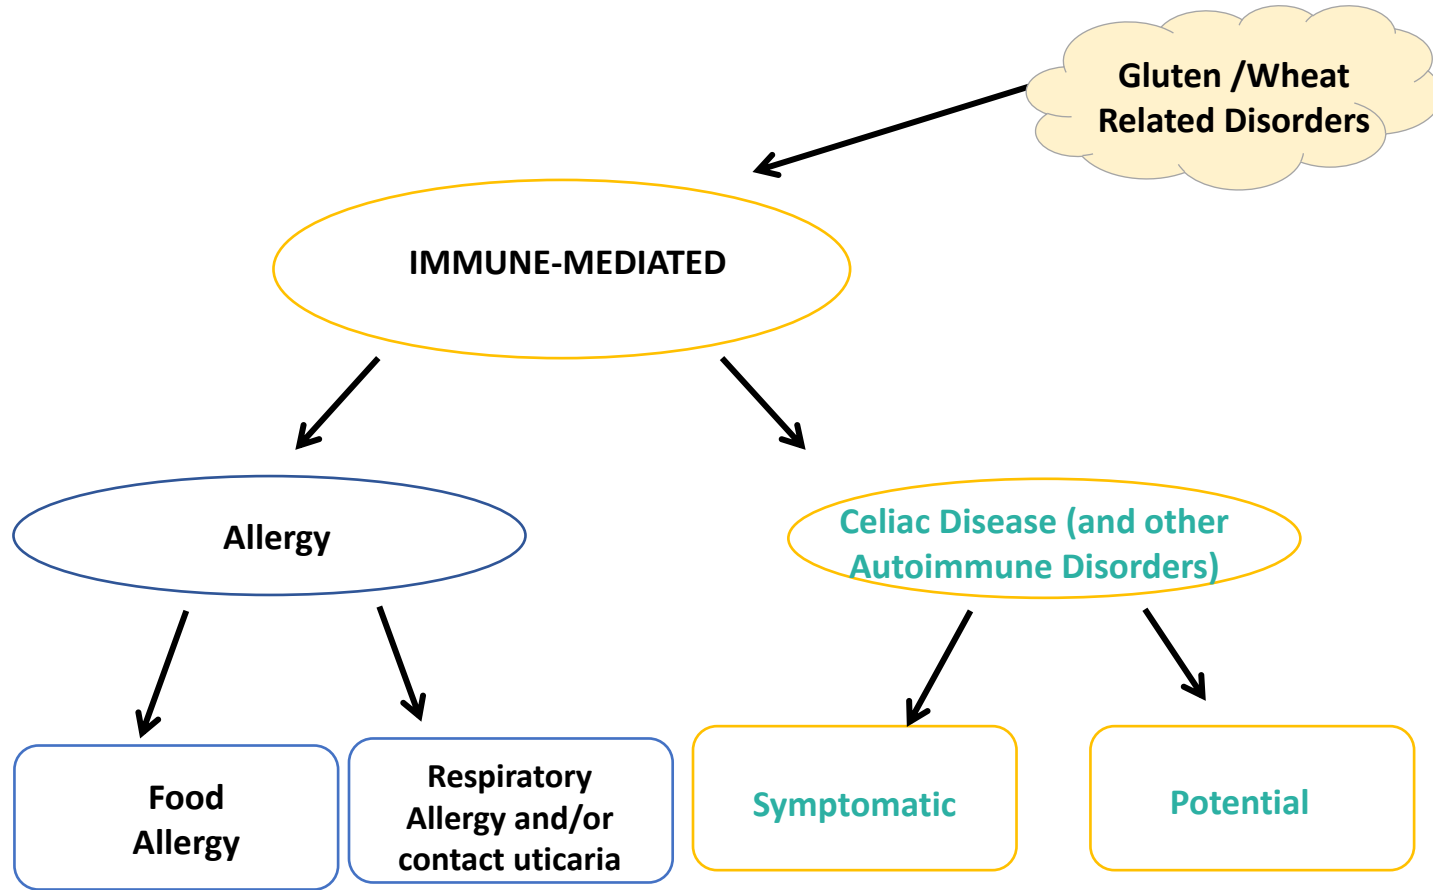 Gluten /Wheat
Related Disorders
IMMUNE-MEDIATED
Allergy
Celiac Disease (and other
Autoimmune Disorders)
Food
Allergy
Respiratory
Allergy and/or
contact uticaria
Symptomatic
Potential